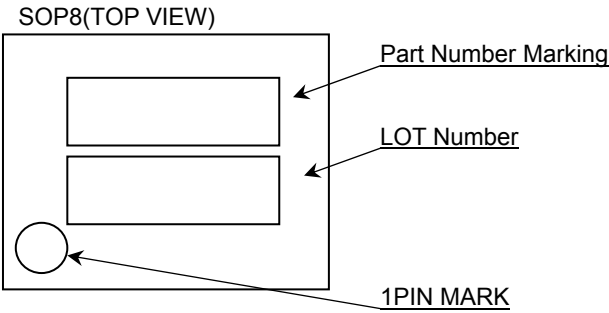 SOP8(TOP VIEW)
Part Number Marking
LOT Number
1PIN MARK